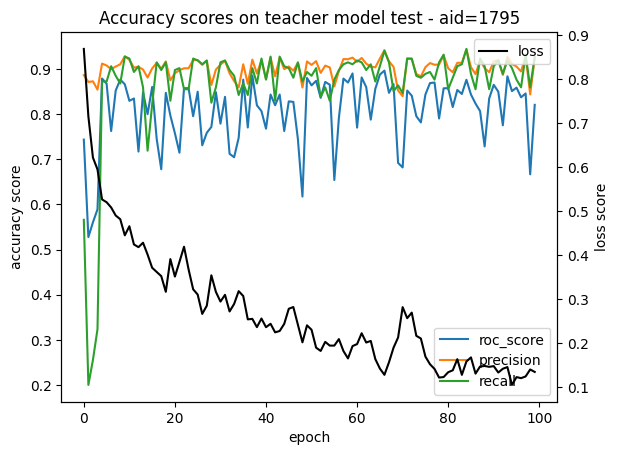 Accuracy scores on teacher model test - aid=1795
accuracy score
0.9
0.8
0.7
0.6
0.5
0.4
0.3
0.2
0
20
40
60
80
100
epoch
0.9
0.8
0.7
0.6
0.5
0.4
0.3
0.2
0.1
loss score
loss
roc_score
precision
recall